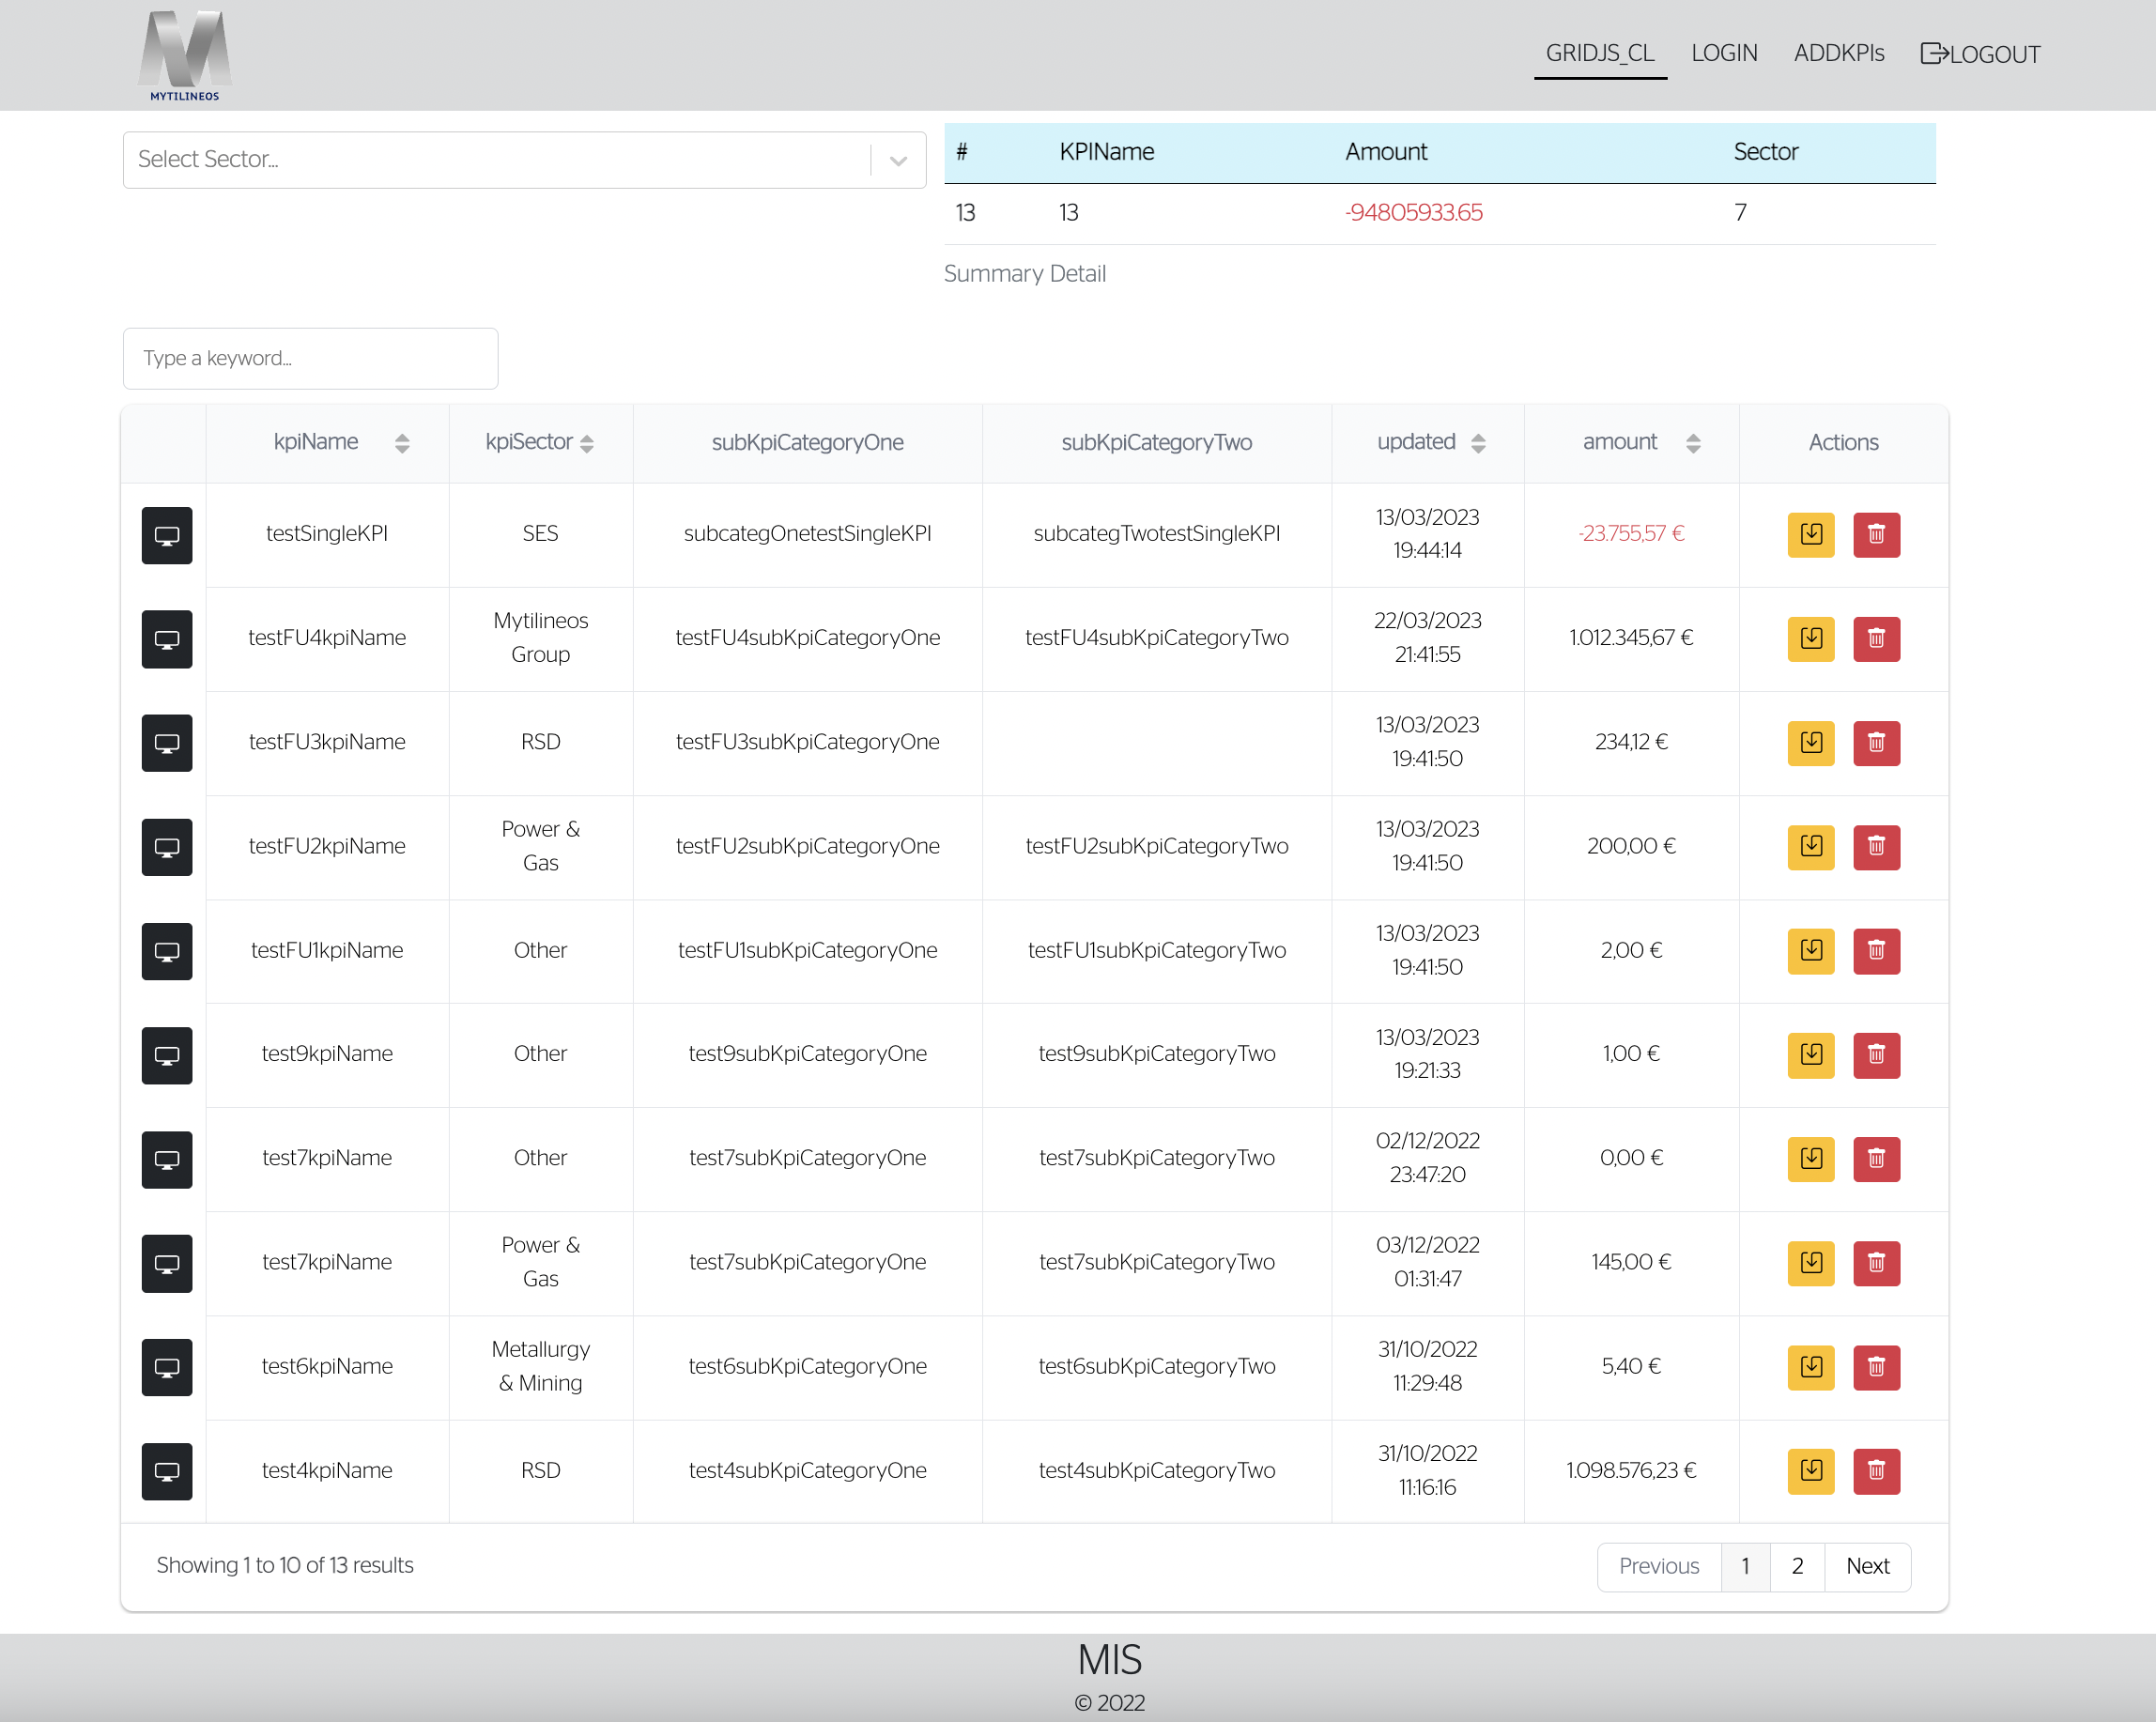 MYTILINEOS
GRIDJS_CL LOGIN ADDKPIs LOGOUT
Select Sector...
# KPIName Amount Sector
13 13 -94805933.65 7
Summary Detail
Type a keyword...
kpiName kpiSector subKpiCategoryOne subKpiCategoryTwo updated amount Actions
testSingleKPI SES subcategOnetestSingleKPI subcategTwotestSingleKPI 13/03/2023 19:44:14 -23.755,57 €
testFU4kpiName Mytilineos Group testFU4subKpiCategoryOne testFU4subKpiCategoryTwo 22/03/2023 21:41:55 1.012.345,67 €
testFU3kpiName RSD testFU3subKpiCategoryOne 13/03/2023 19:41:50 234,12 €
testFU2kpiName Power & Gas testFU2subKpiCategoryOne testFU2subKpiCategoryTwo 13/03/2023 19:41:50 200,00 €
testFU1kpiName Other testFU1subKpiCategoryOne testFU1subKpiCategoryTwo 13/03/2023 19:41:50 2,00 €
test9kpiName Other test9subKpiCategoryOne test9subKpiCategoryTwo 13/03/2023 19:21:33 1,00 €
test7kpiName Other test7subKpiCategoryOne test7subKpiCategoryTwo 02/12/2022 23:47:20 0,00 €
test7kpiName Power & Gas test7subKpiCategoryOne test7subKpiCategoryTwo 03/12/2022 01:31:47 145,00 €
test6kpiName Metallurgy & Mining test6subKpiCategoryOne test6subKpiCategoryTwo 31/10/2022 11:29:48 5,40 €
test4kpiName RSD test4subKpiCategoryOne test4subKpiCategoryTwo 31/10/2022 11:16:16 1.098.576,23 €
Showing 1 to 10 of 13 results Previous 1 2 Next
MIS
© 2022